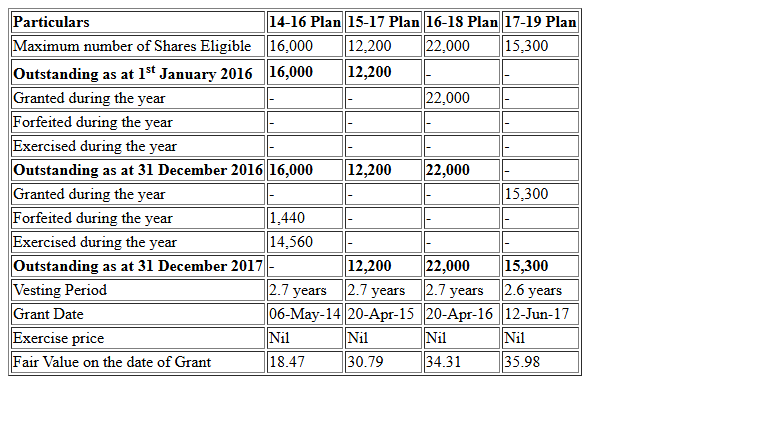 Particulars 14-16 Plan 15-17 Plan 16-18 Plan 17-19 Plan
Maximum number of Shares Eligible 16,000 12,200 22,000 15,300
Outstanding as at 1st January 2016 16,000 12,200 - -
Granted during the year - - 22,000 -
Forfeited during the year - - - -
Exercised during the year - - - -
Outstanding as at 31 December 2016 16,000 12,200 22,000 -
Granted during the year - - - 15,300
Forfeited during the year 1,440 - - -
Exercised during the year 14,560 - - -
Outstanding as at 31 December 2017 - 12,200 22,000 15,300
Vesting Period 2.7 years 2.7 years 2.7 years 2.6 years
Grant Date 06-May-14 20-Apr-15 20-Apr-16 12-Jun-17
Exercise price Nil Nil Nil Nil
Fair Value on the date of Grant 18.47 30.79 34.31 35.98